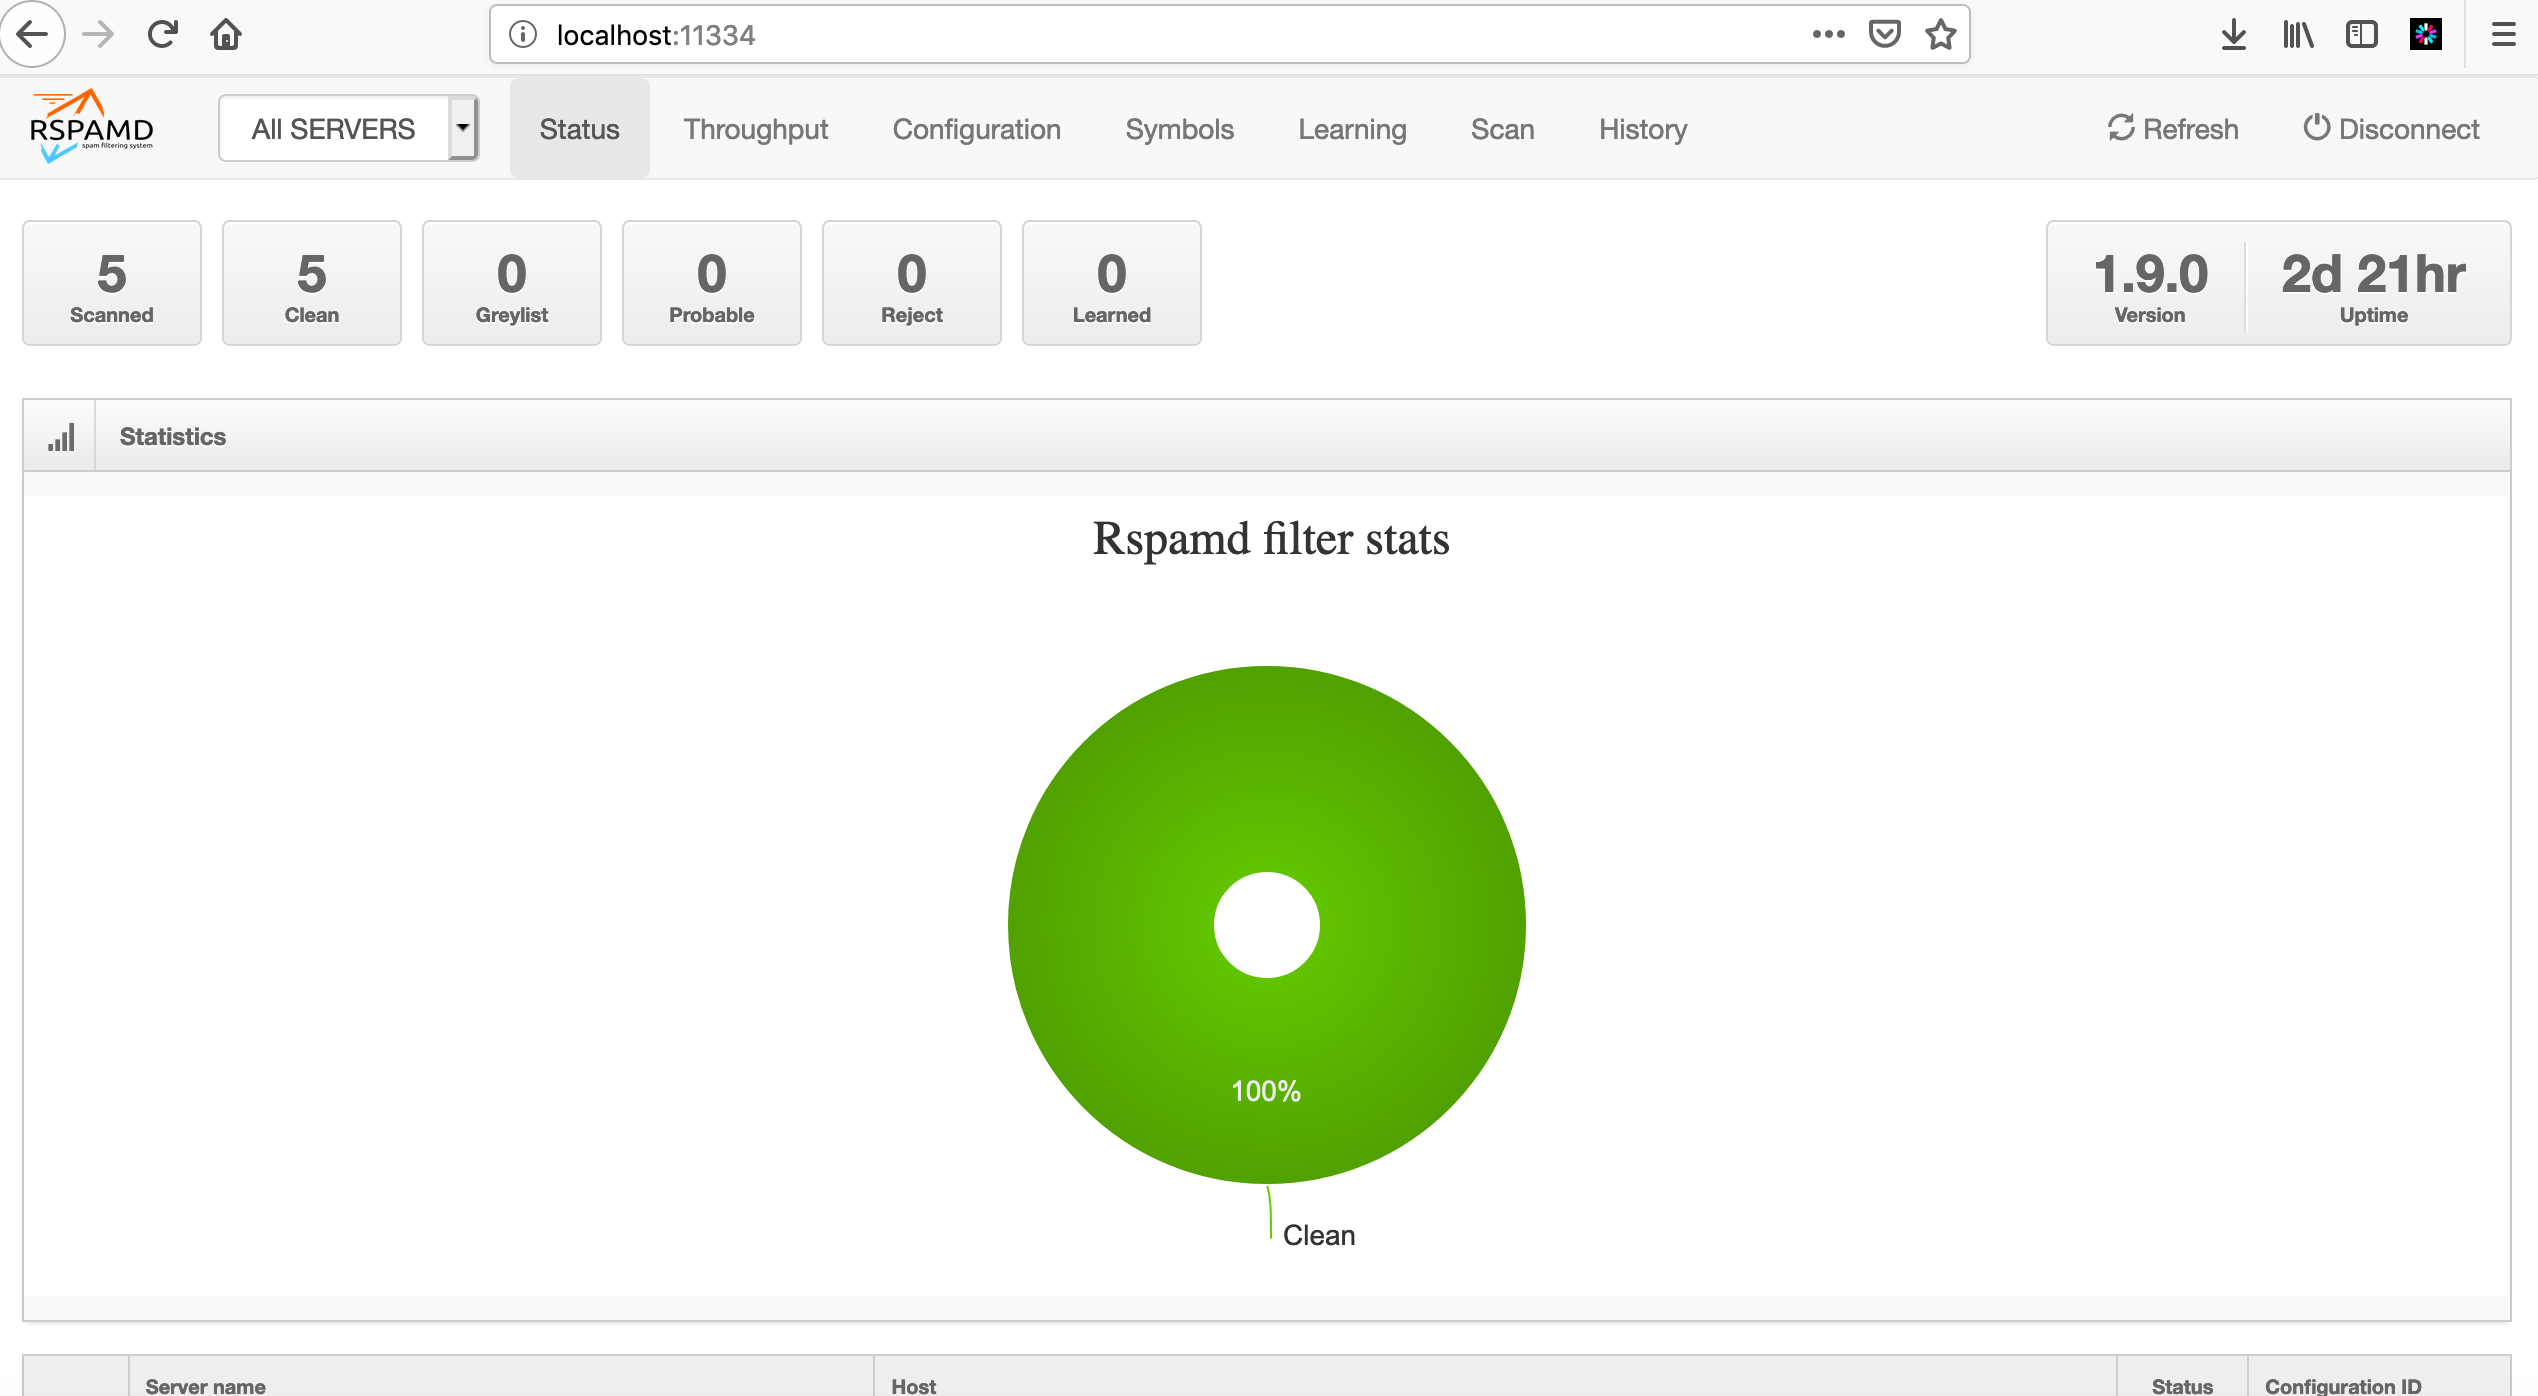 localhost:11334
RSPAMD
spam filtering system
All SERVERS
Status
Throughput
Configuration
Symbols
Learning
Scan
History
Refresh
Disconnect
5
Scanned
5
Clean
0
Greylist
0
Probable
0
Reject
0
Learned
1.9.0
Version
2d 21hr
Uptime
Statistics
Rspamd filter stats
100%
Clean
Server name
Host
Status
Configuration ID